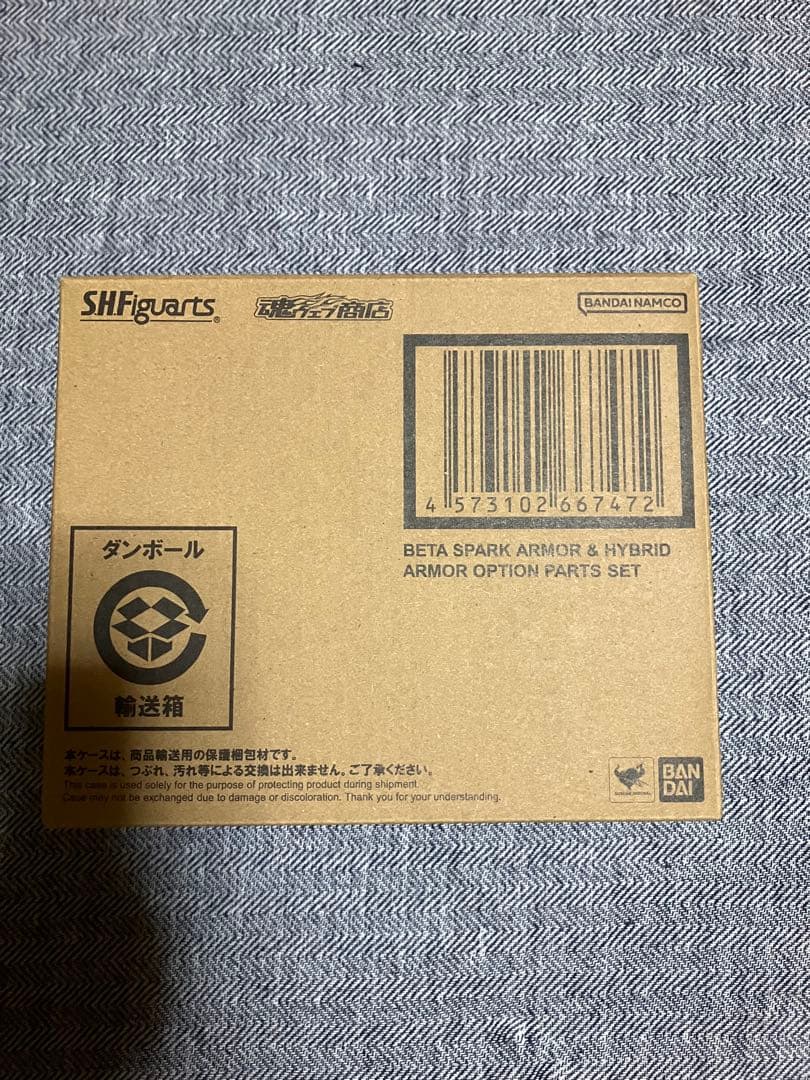 S.H.Figuarts®
魂ウェブ商店
BANDAI NAMCO
4 573102 667472
BETA SPARK ARMOR & HYBRID
ARMOR OPTION PARTS SET
ダンボール
輸送箱
本ケースは、商品輸送用の保護梱包材です。
本ケースは、つぶれ、汚れ等による交換は出来ません。ご了承ください。
This case is used solely for the purpose of protecting product during shipment.
Case may not be exchanged due to damage or discoloration. Thank you for your understanding.
BAN
DAI